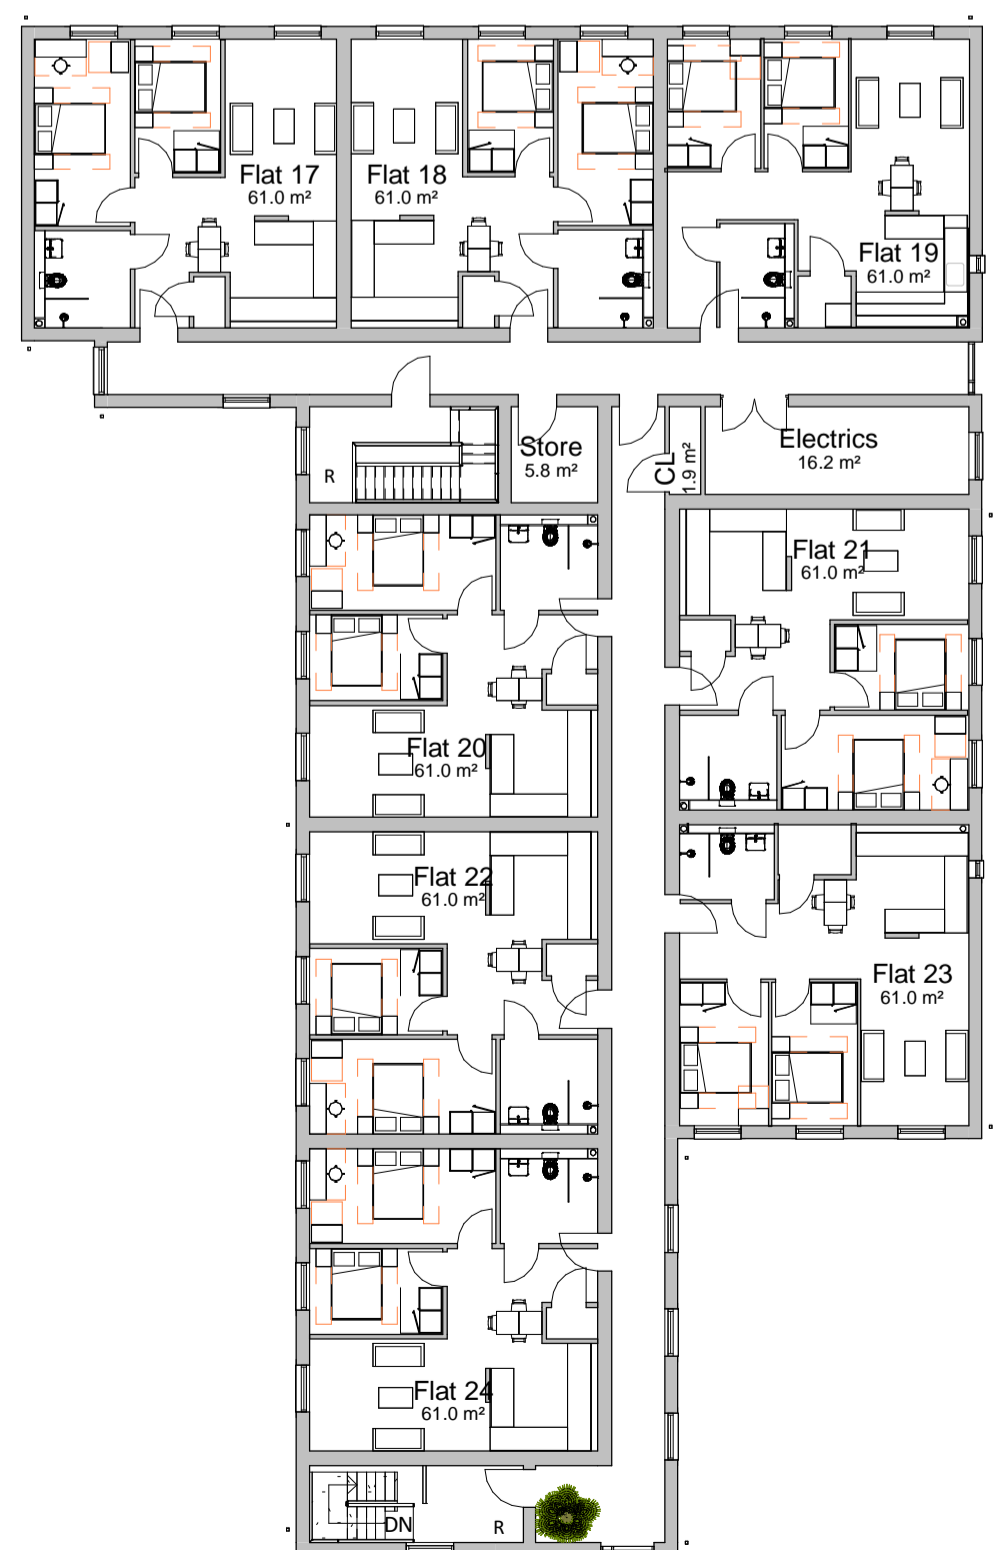 Flat 17
61.0 m²
Flat 18
61.0 m²
Flat 19
61.0 m²
R
Store
5.8 m²
CL
1.9 m²
Electrics
16.2 m²
Flat 21
61.0 m²
Flat 20
61.0 m²
Flat 22
61.0 m²
Flat 23
61.0 m²
Flat 24
61.0 m²
DN
R